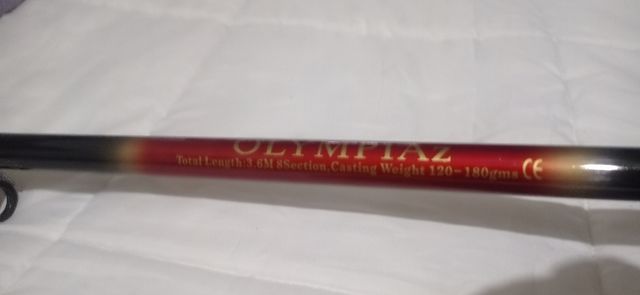 OLYMPIAZ
Total Length:3.6M 8Section.Casting Weight 120-180gms CE